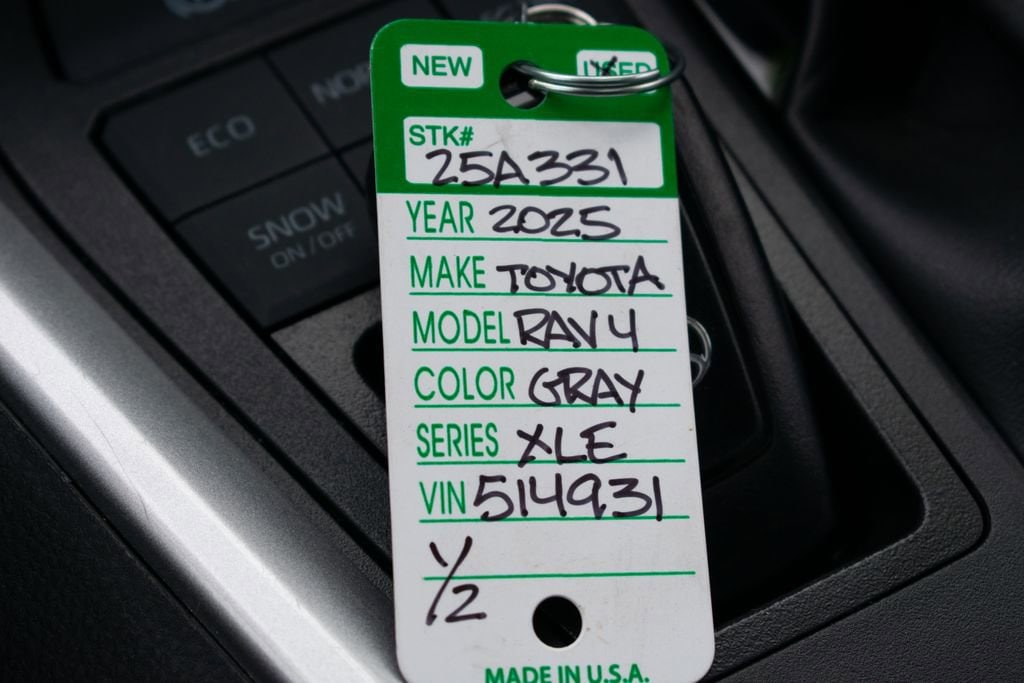 NEW USED
STK#
25A331
YEAR 2025
MAKE TOYOTA
MODEL RAV4
COLOR GRAY
SERIES XLE
VIN 514931
1/2
MADE IN U.S.A.
ECO
SNOW
ON/OFF